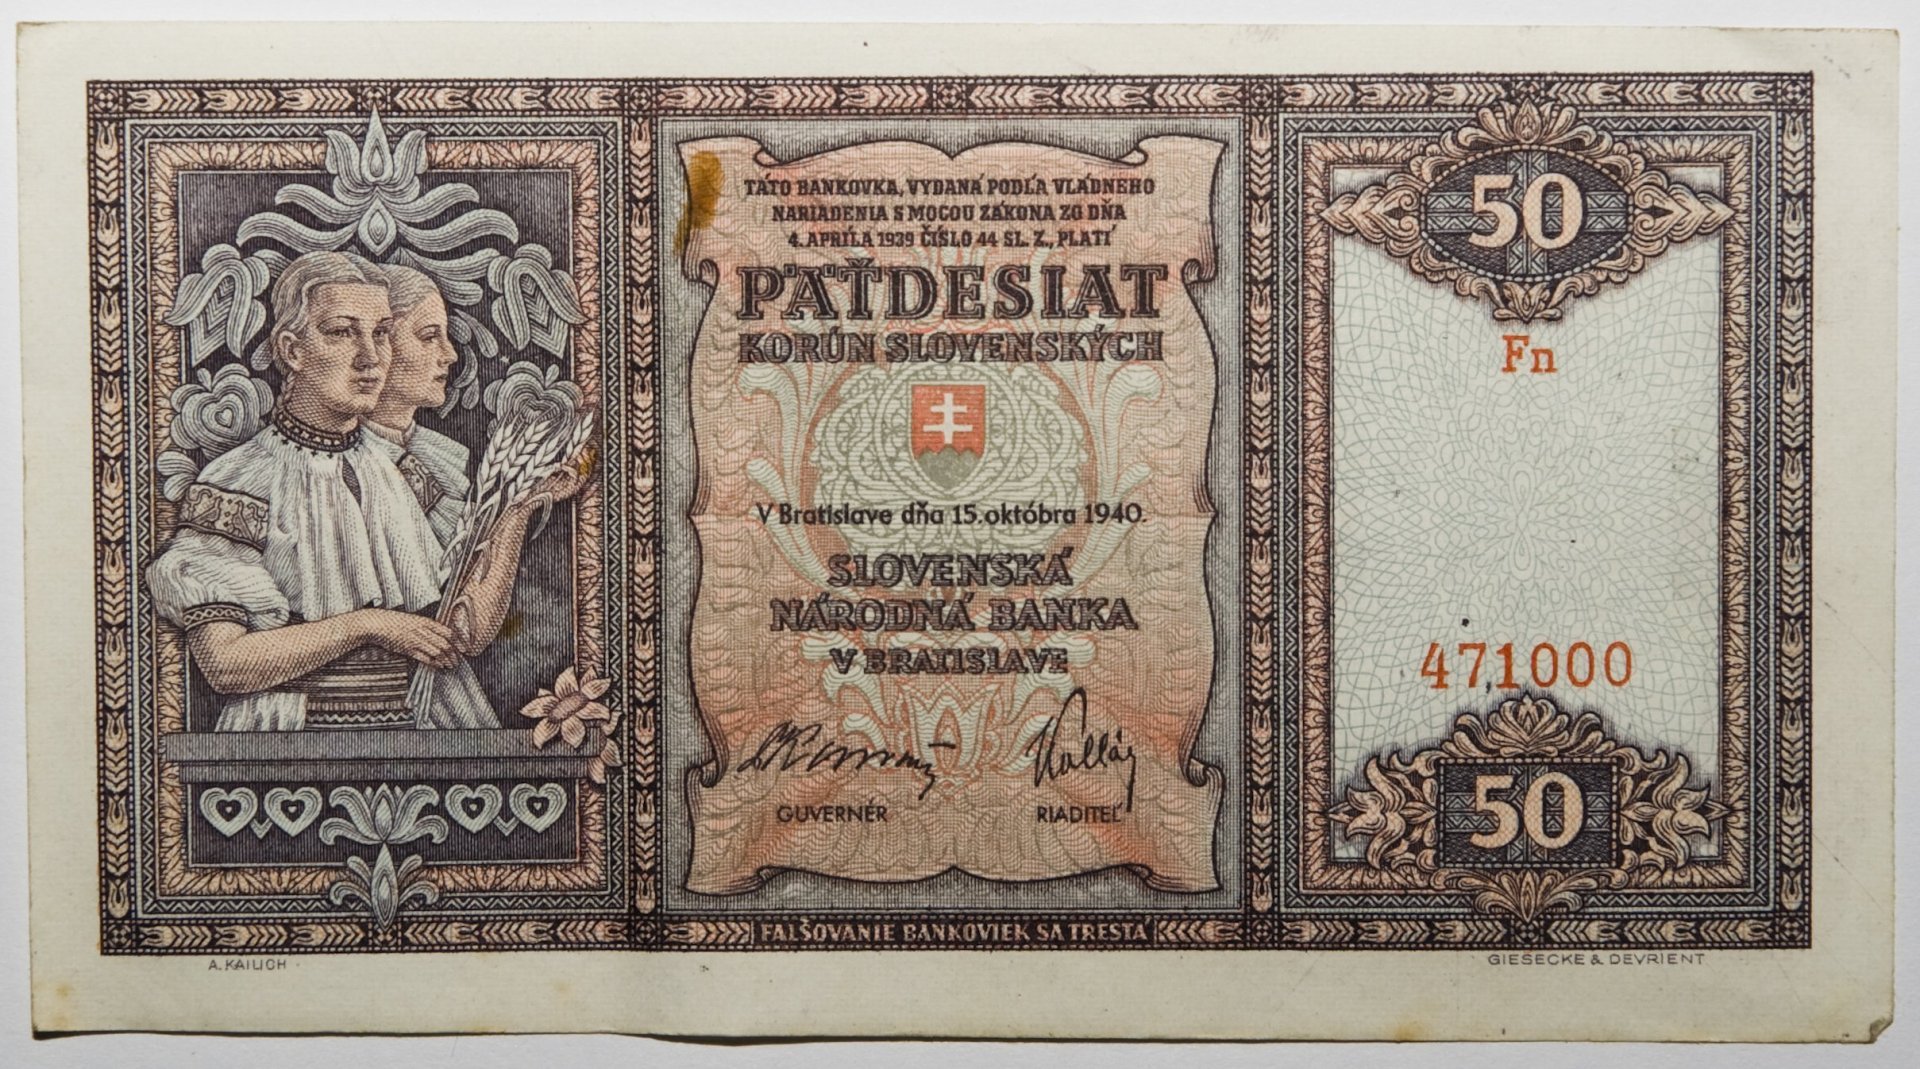 TÁTO BANKOVKA, VYDANÁ PODĽA VLÁDNEHO
NARIADENIA S MOCOU ZÁKONA ZO DŇA
4. APRÍLA 1939 ČÍSLO 44 SL. Z., PLATÍ
PÄŤDESIAT
KORÚN SLOVENSKÝCH
V Bratislave dňa 15. októbra 1940.
SLOVENSKÁ
NÁRODNÁ BANKA
V BRATISLAVE
GUVERNÉR
RIADITEĽ
FALŠOVANIE BANKOVIEK SA TRESTÁ
50
Fn
471000
50
A. KAILICH
GIESECKE & DEVRIENT